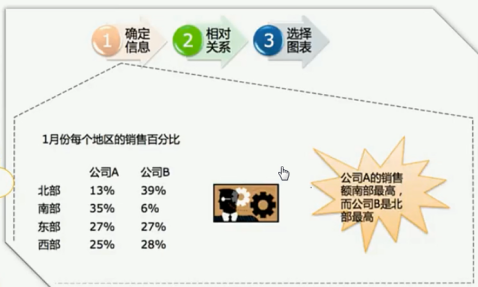 1 确定信息
2 相对关系
3 选择图表
1月份每个地区的销售百分比
公司A 公司B
北部 13% 39%
南部 35% 6%
东部 27% 27%
西部 25% 28%
公司A的销售
额南部最高，
而公司B是北
部最高